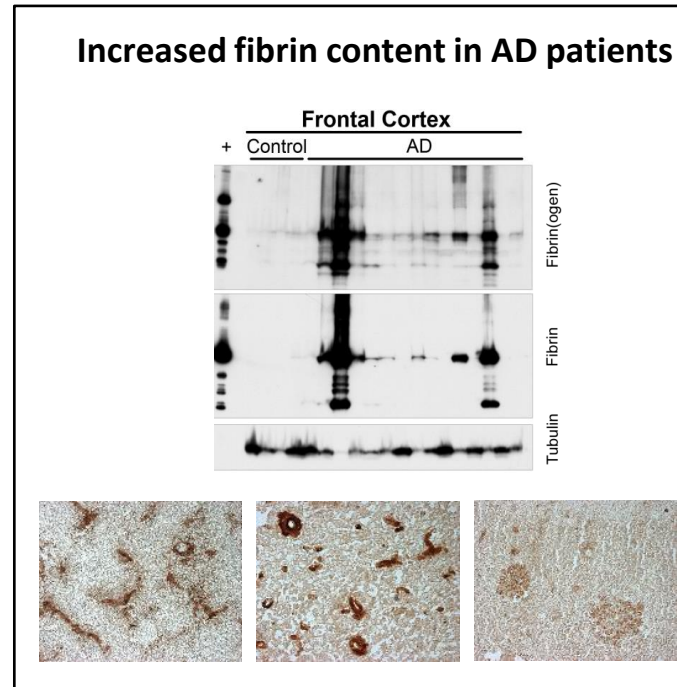 Increased fibrin content in AD patients
Frontal Cortex
+ Control AD
Fibrin(ogen)
Fibrin
Tubulin